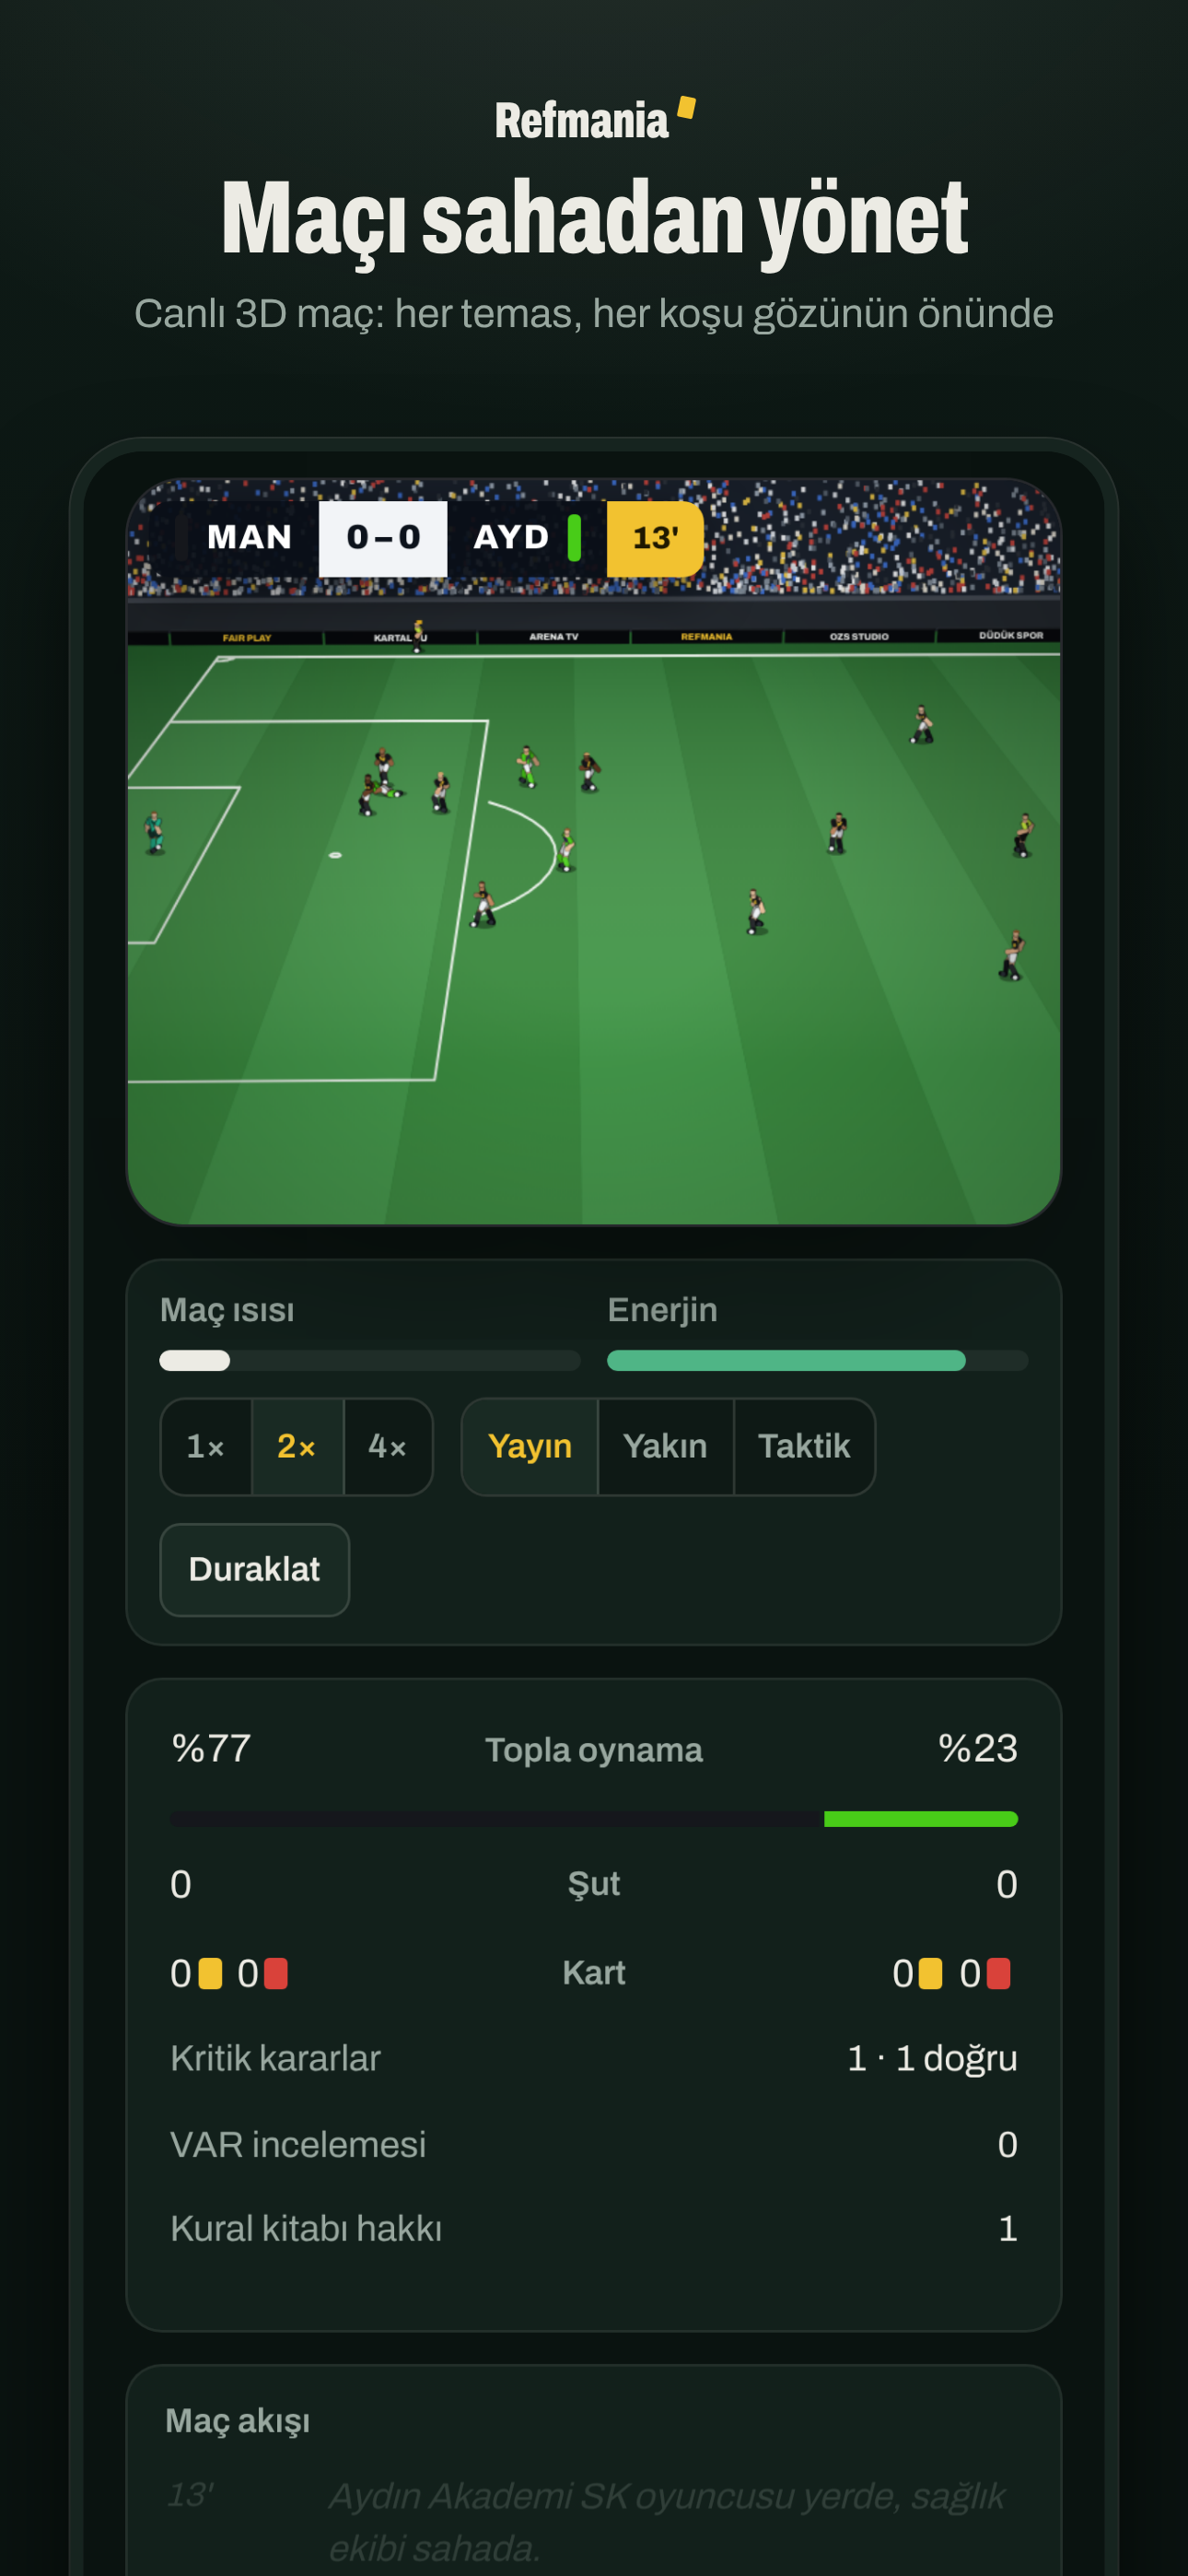 Refmania
Maçı sahadan yönet
Canlı 3D maç: her temas, her koşu gözünün önünde
MAN 0–0 AYD 13'
FAIR PLAY KARTAL ARENA TV REFMANIA OZS STUDIO DÜDÜK SPOR
Maç ısısı Enerjin
1× 2× 4× Yayın Yakın Taktik
Duraklat
%77 Topla oynama %23
0 Şut 0
0 0 Kart 0 0
Kritik kararlar 1 · 1 doğru
VAR incelemesi 0
Kural kitabı hakkı 1
Maç akışı
13' Aydın Akademi SK oyuncusu yerde, sağlık
ekibi sahada.